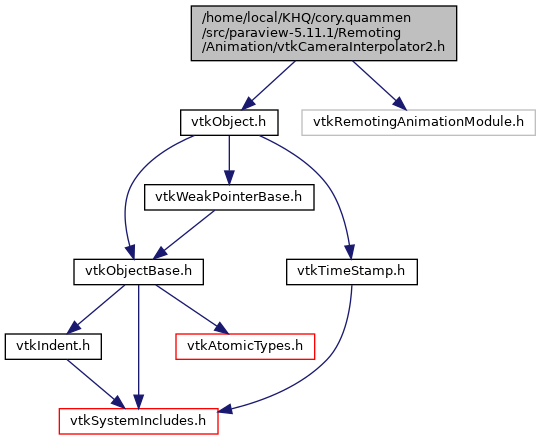 /home/local/KHQ/cory.quammen
/src/paraview-5.11.1/Remoting
/Animation/vtkCameraInterpolator2.h
vtkObject.h
vtkRemotingAnimationModule.h
vtkWeakPointerBase.h
vtkObjectBase.h
vtkTimeStamp.h
vtkIndent.h
vtkAtomicTypes.h
vtkSystemIncludes.h